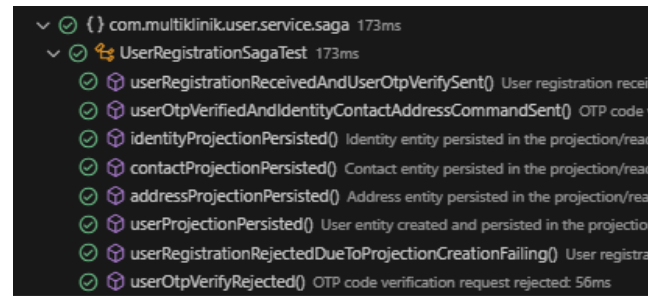 {} com.multiklinik.user.service.saga 173ms
UserRegistrationSagaTest 173ms
userRegistrationReceivedAndUserOtpVerifySent() User registration recei
userOtpVerifiedAndIdentityContactAddressCommandSent() OTP code
identityProjectionPersisted() Identity entity persisted in the projection/rea
contactProjectionPersisted() Contact entity persisted in the projection/rea
addressProjectionPersisted() Address entity persisted in the projection/rea
userProjectionPersisted() User entity created and persisted in the projectio
userRegistrationRejectedDueToProjectionCreationFailing() User registra
userOtpVerifyRejected() OTP code verification request rejected: 56ms